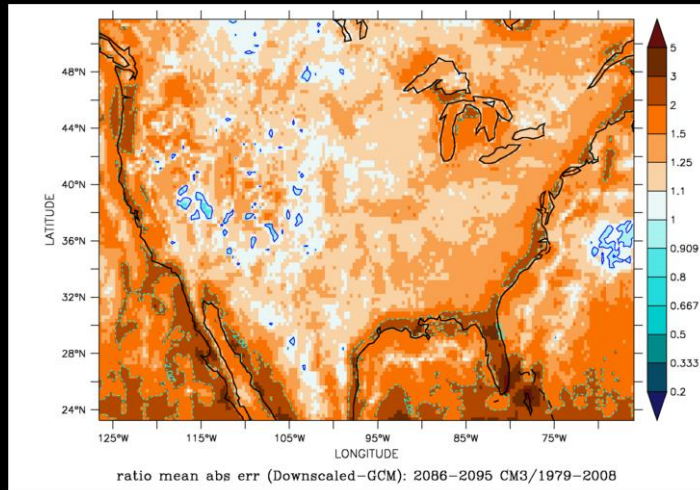 48°N
44°N
40°N
36°N
32°N
28°N
24°N
LATITUDE
125°W
115°W
105°W
95°W
85°W
75°W
LONGITUDE
5
3
2
1.5
1.25
1.1
1
0.909
0.8
0.667
0.5
0.333
0.2
ratio mean abs err (Downscaled-GCM): 2086-2095 CM3/1979-2008